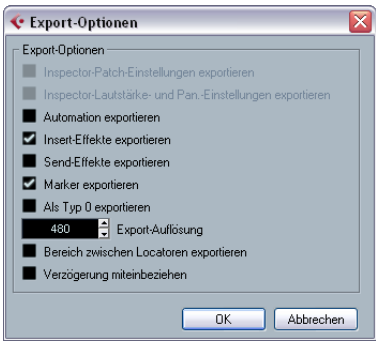 Export-Optionen
Export-Optionen
Inspector-Patch-Einstellungen exportieren
Inspector-Lautstärke- und Pan.-Einstellungen exportieren
Automation exportieren
Insert-Effekte exportieren
Send-Effekte exportieren
Marker exportieren
Als Typ 0 exportieren
480 Export-Auflösung
Bereich zwischen Locatoren exportieren
Verzögerung miteinbeziehen
OK Abbrechen